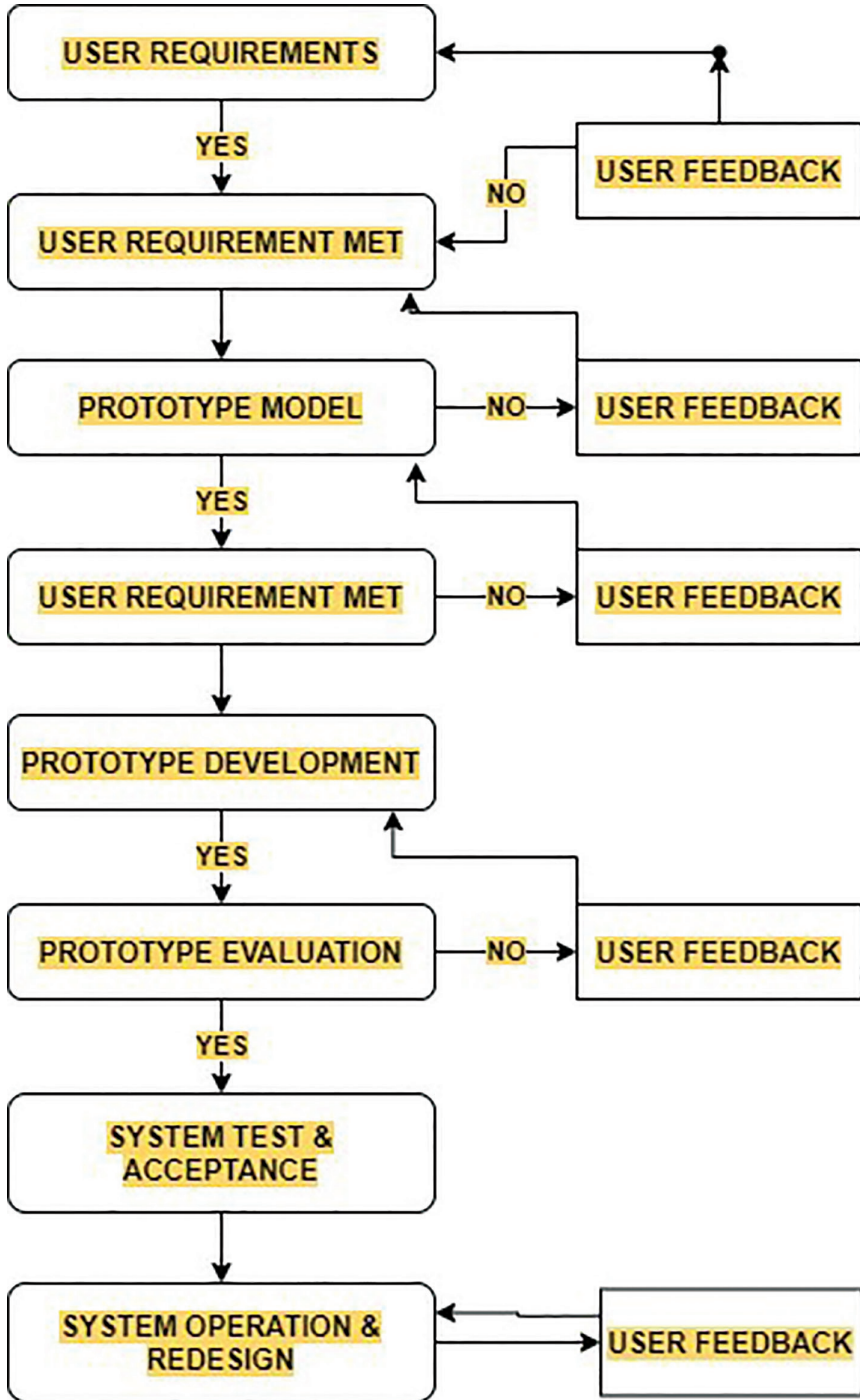 USER REQUIREMENTS
YES
USER FEEDBACK
NO
USER REQUIREMENT MET
PROTOTYPE MODEL
NO
USER FEEDBACK
YES
USER REQUIREMENT MET
NO
USER FEEDBACK
PROTOTYPE DEVELOPMENT
YES
PROTOTYPE EVALUATION
NO
USER FEEDBACK
YES
SYSTEM TEST &
ACCEPTANCE
SYSTEM OPERATION &
REDESIGN
USER FEEDBACK